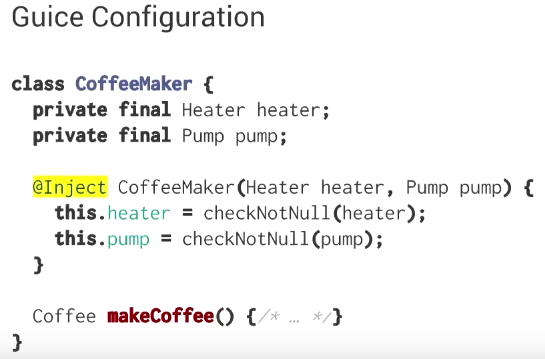 Guice Configuration
class CoffeeMaker {
private final Heater heater;
private final Pump pump;
@Inject CoffeeMaker(Heater heater, Pump pump) {
this.heater = checkNotNull(heater);
this.pump = checkNotNull(pump);
}
Coffee makeCoffee() {/* … */}
}